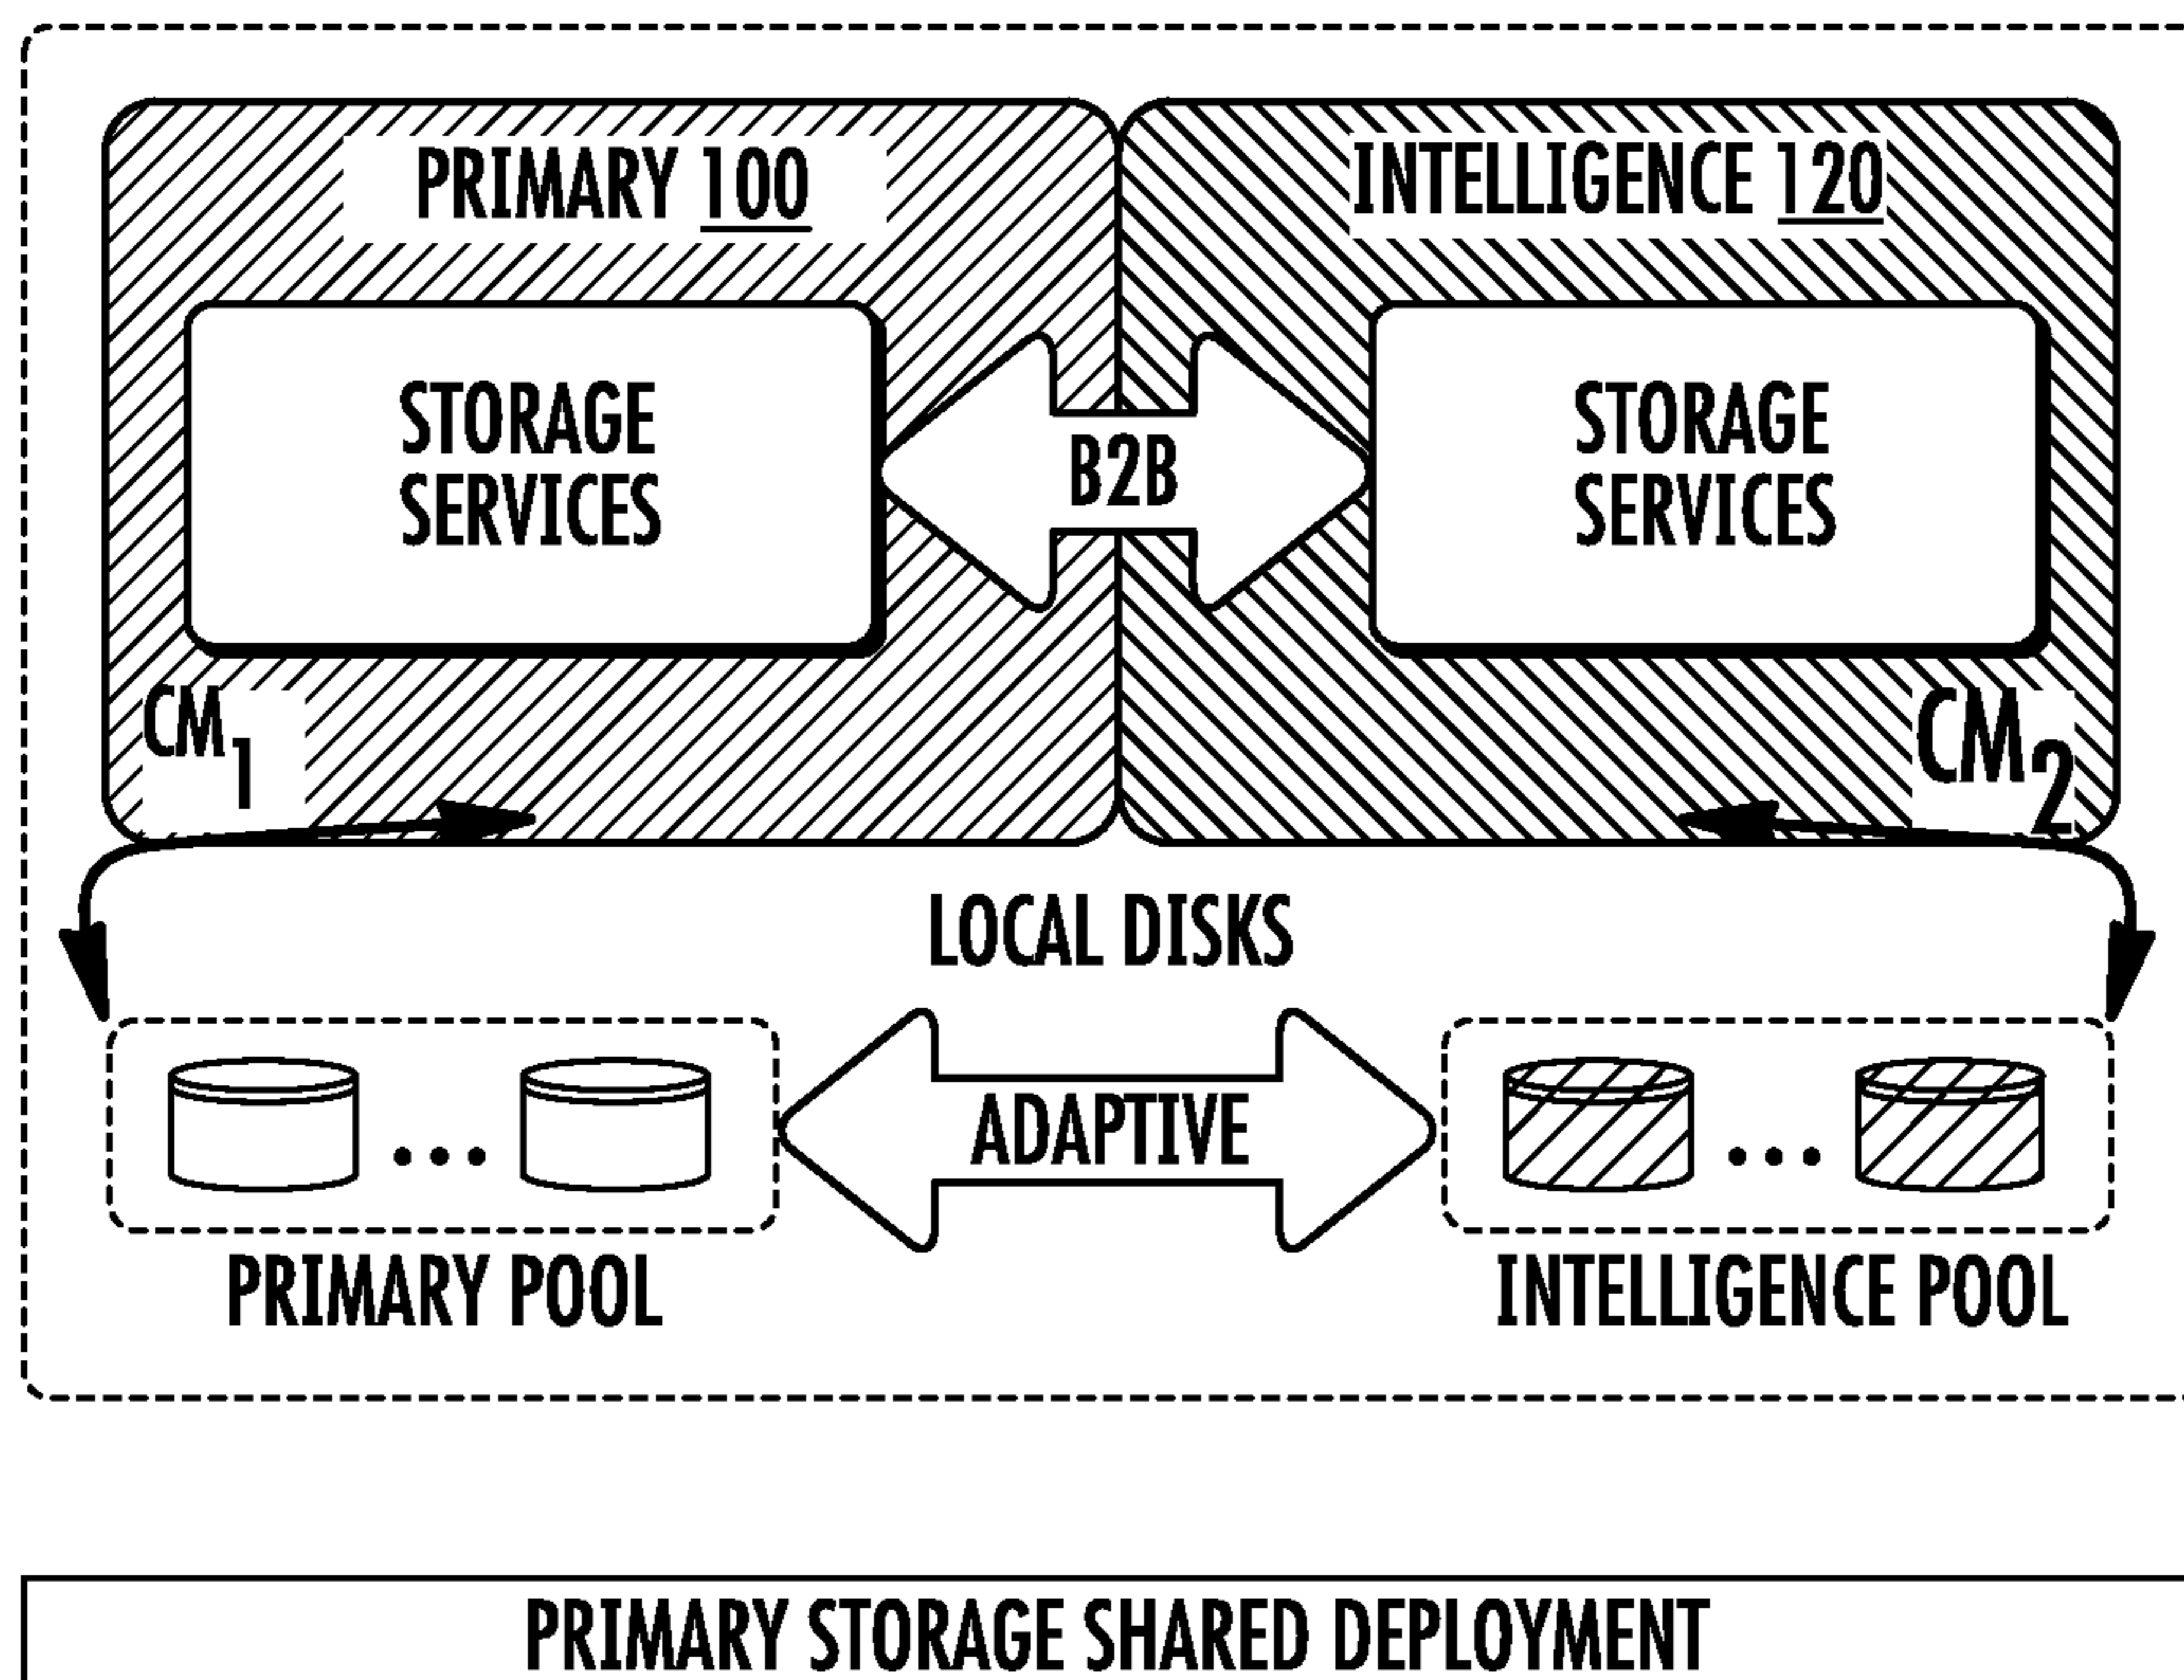 PRIMARY 100
INTELLIGENCE 120
STORAGE
SERVICES
B2B
STORAGE
SERVICES
CM1
CM2
LOCAL DISKS
ADAPTIVE
PRIMARY POOL
INTELLIGENCE POOL
PRIMARY STORAGE SHARED DEPLOYMENT